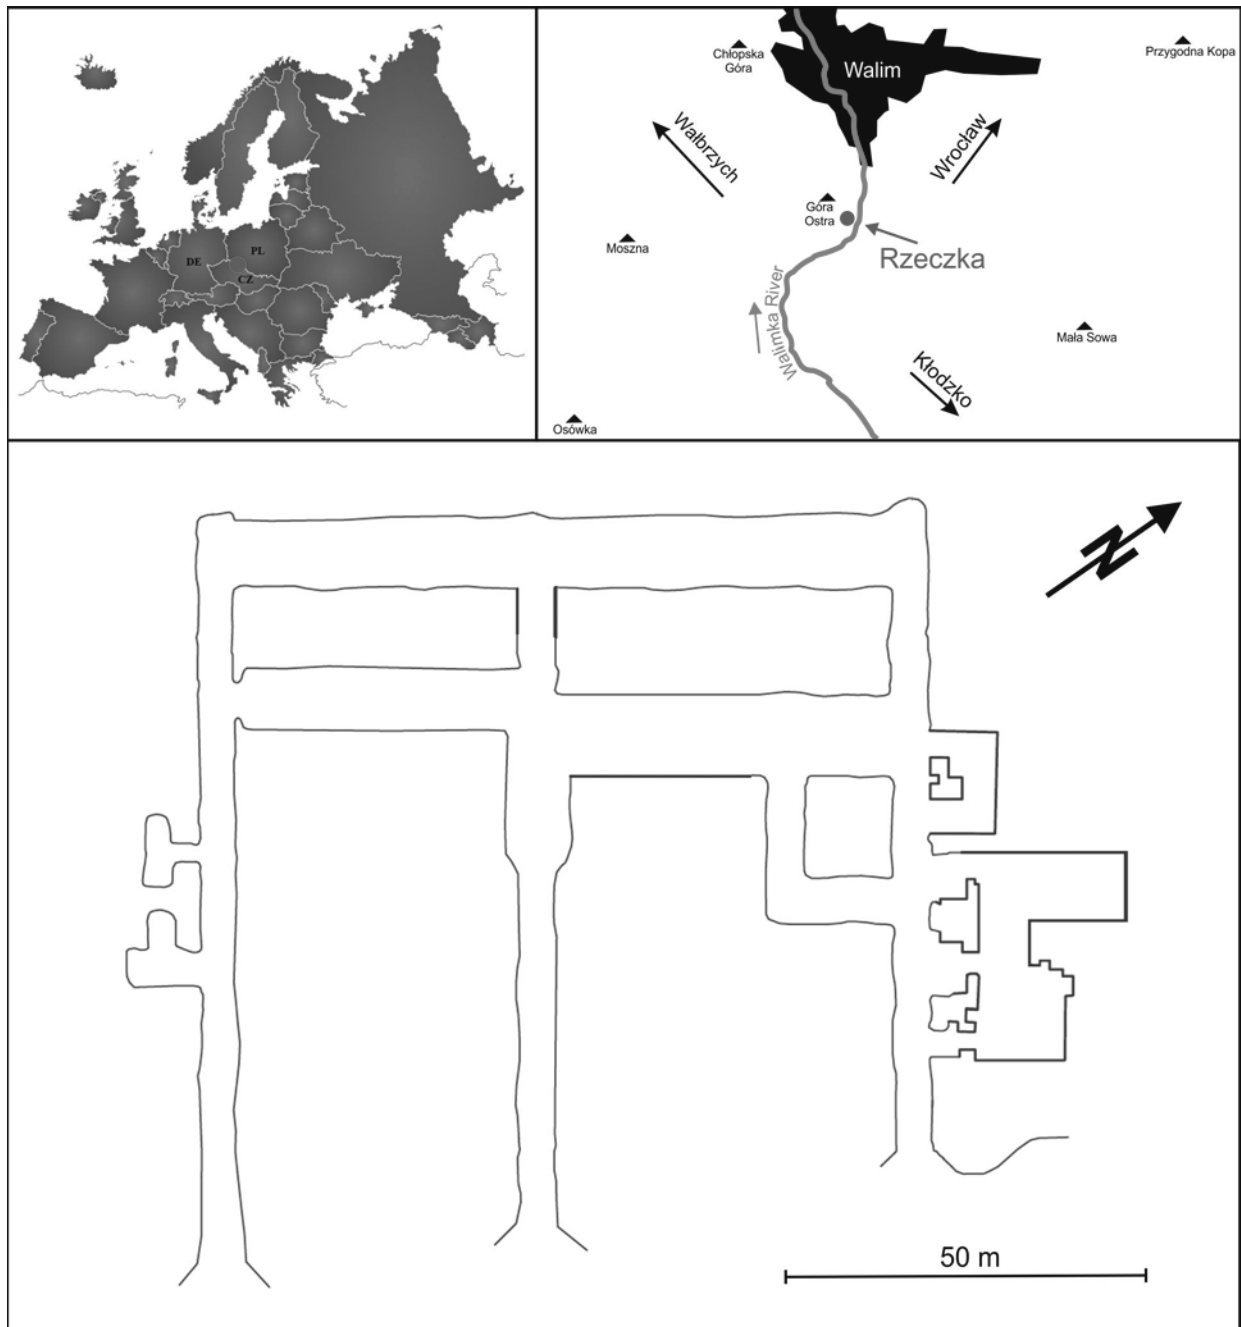 DE
PL
CZ
Chłopska
Góra
Walim
Przygodna Kopa
Wałbrzych
Wrocław
Góra
Ostra
Moszna
Rzeczka
Walimka River
Mała Sowa
Kłodzko
Osówka
N
50 m